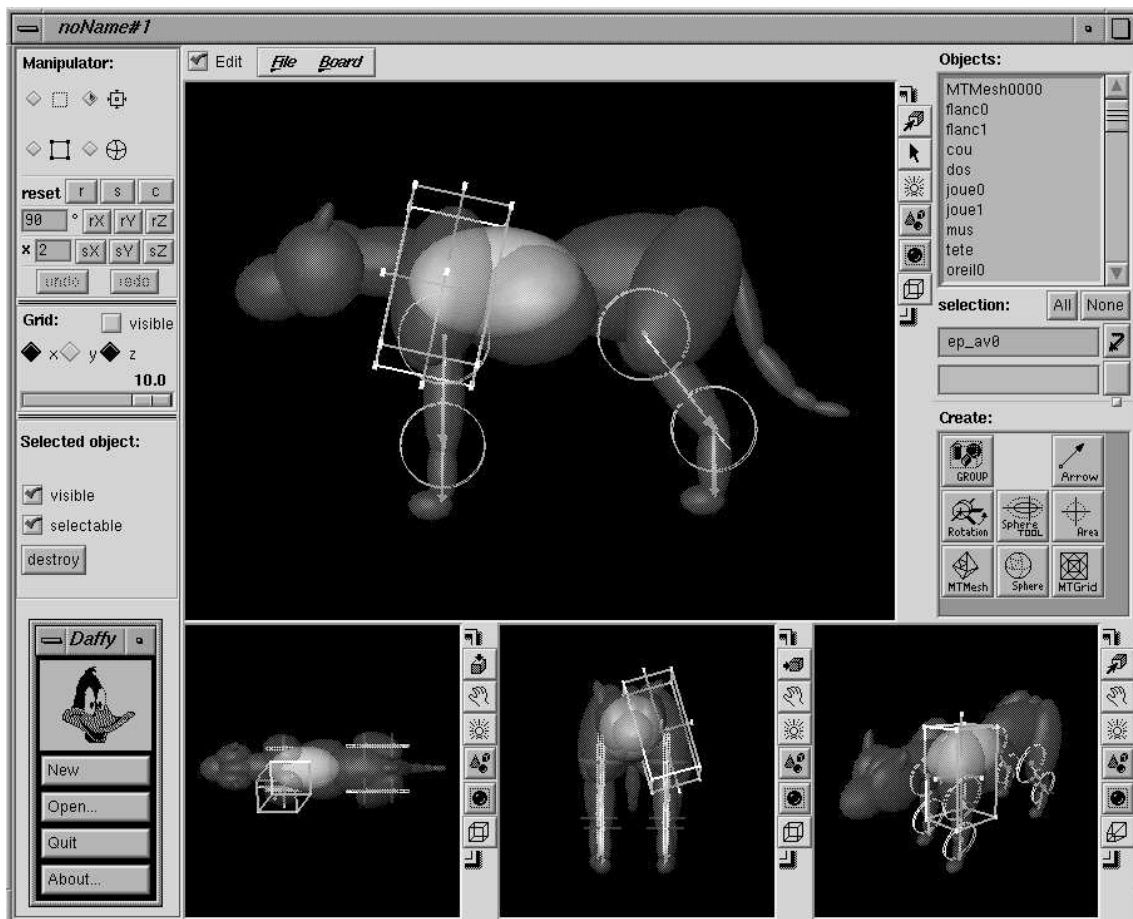 noName#1
Manipulator:
reset r s c
90 ° rX rY rZ
x 2 sX sY sZ
undo redo
Grid: visible
x y z
10.0
Selected object:
visible
selectable
destroy
Daffy
New
Open...
Quit
About...
Edit File Board
Objects:
MTMesh0000
flanc0
flanc1
cou
dos
joue0
joue1
mus
tete
oreil0
selection: All None
ep_av0
Create:
GROUP Arrow
Rotation Sphere TOOL Area
MTMesh Sphere MTGrid